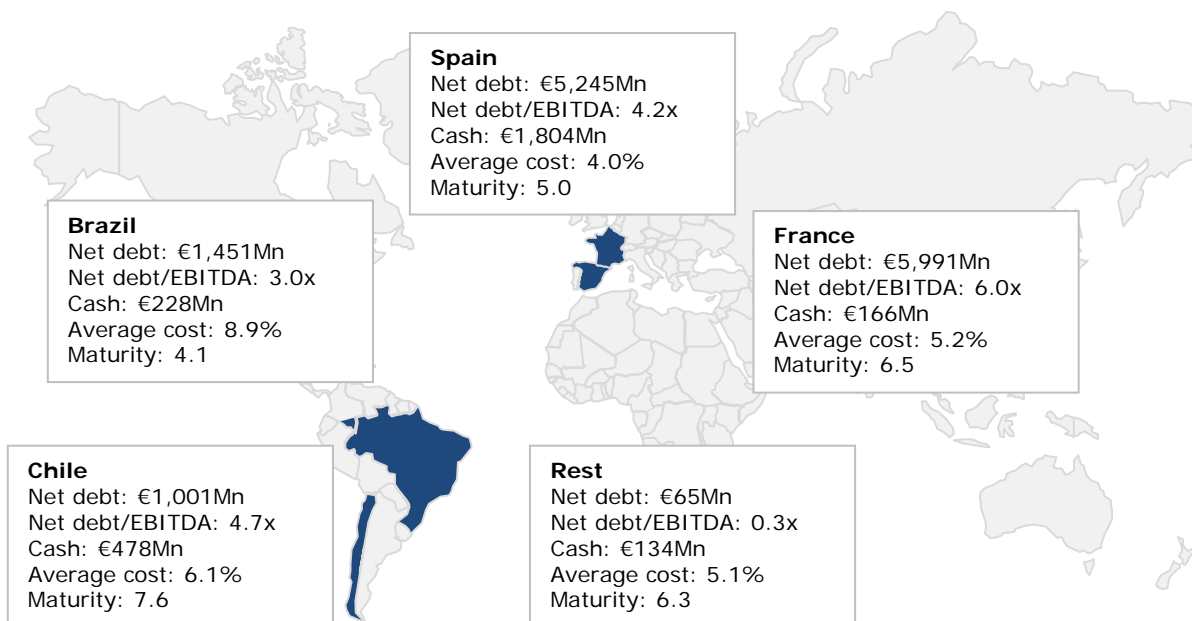 Spain
Net debt: €5,245Mn
Net debt/EBITDA: 4.2x
Cash: €1,804Mn
Average cost: 4.0%
Maturity: 5.0
Brazil
Net debt: €1,451Mn
Net debt/EBITDA: 3.0x
Cash: €228Mn
Average cost: 8.9%
Maturity: 4.1
France
Net debt: €5,991Mn
Net debt/EBITDA: 6.0x
Cash: €166Mn
Average cost: 5.2%
Maturity: 6.5
Chile
Net debt: €1,001Mn
Net debt/EBITDA: 4.7x
Cash: €478Mn
Average cost: 6.1%
Maturity: 7.6
Rest
Net debt: €65Mn
Net debt/EBITDA: 0.3x
Cash: €134Mn
Average cost: 5.1%
Maturity: 6.3